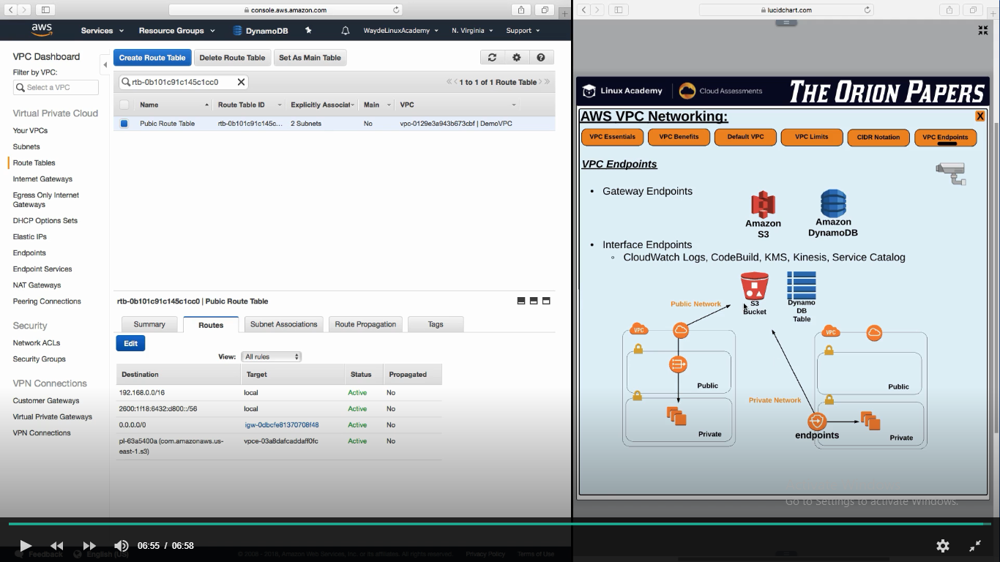 console.aws.amazon.com
aws
Services
Resource Groups
DynamoDB
WaydeLinuxAcademy
N. Virginia
Support
VPC Dashboard
Filter by VPC:
Select a VPC
Virtual Private Cloud
Your VPCs
Subnets
Route Tables
Internet Gateways
Egress Only Internet
Gateways
DHCP Options Sets
Elastic IPs
Endpoints
Endpoint Services
NAT Gateways
Peering Connections
Security
Network ACLs
Security Groups
VPN Connections
Customer Gateways
Virtual Private Gateways
VPN Connections
Create Route Table
Delete Route Table
Set As Main Table
rtb-0b101c91c145c1cc0
1 to 1 of 1 Route Table
Name Route Table ID Explicitly Associat Main VPC
Pubic Route Table rtb-0b101c91c145c... 2 Subnets No vpc-0129e3a943b673cbf | DemoVPC
rtb-0b101c91c145c1cc0 | Pubic Route Table
Summary Routes Subnet Associations Route Propagation Tags
Edit
View: All rules
Destination Target Status Propagated
192.168.0.0/16 local Active No
2600:1f18:6432:d800::/56 local Active No
0.0.0.0/0 igw-0dbcfe81370708f48 Active No
pl-63a5400a (com.amazonaws.us- vpce-03a8dafcaddaff0fc Active No
east-1.s3)
Feedback English (US)
© 2008 - 2018, Amazon Web Services, Inc. or its affiliates. All rights reserved. Privacy Policy Terms of Use
lucidchart.com
Linux Academy
Cloud Assessments
THE ORION PAPERS
AWS VPC Networking:
X
VPC Essentials VPC Benefits Default VPC VPC Limits CIDR Notation VPC Endpoints
VPC Endpoints
• Gateway Endpoints
Amazon
S3
Amazon
DynamoDB
• Interface Endpoints
◦ CloudWatch Logs, CodeBuild, KMS, Kinesis, Service Catalog
Public Network
S3
Bucket
Dynamo
DB
Table
VPC
Public
Private
VPC
Public
Private Network
endpoints
Private
Go to Settings to activate Windows.
06:55 / 06:58